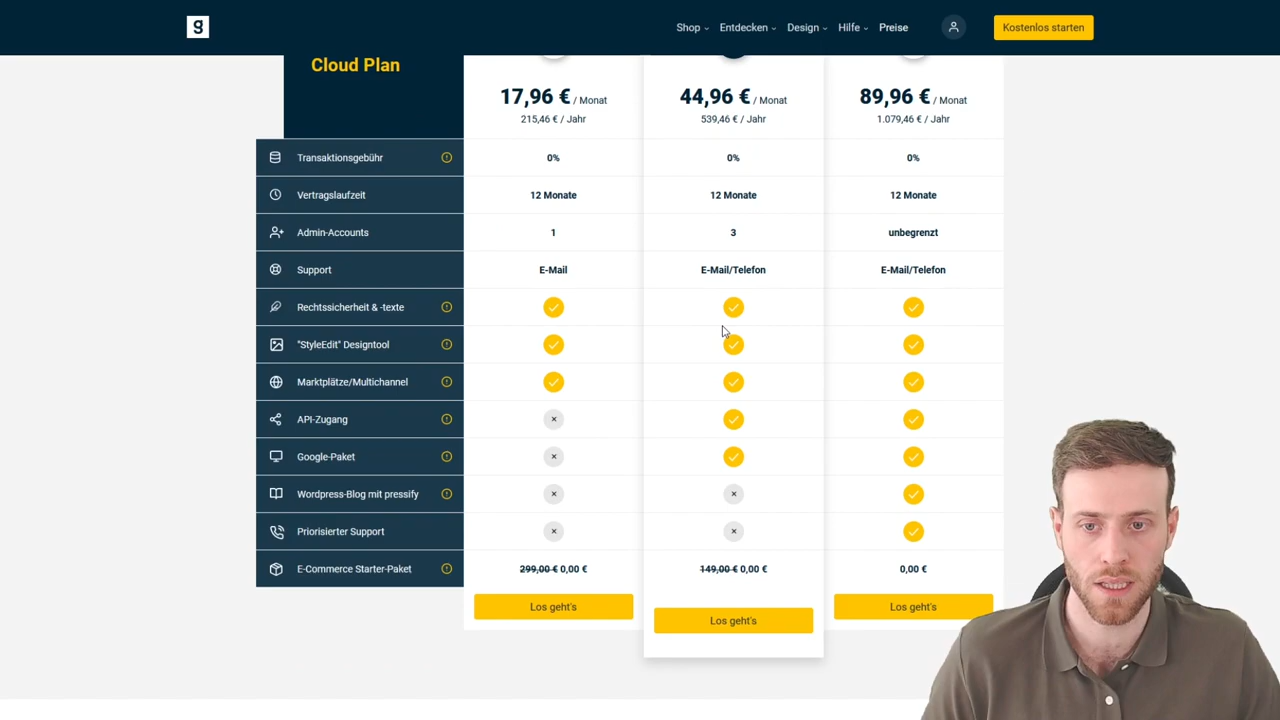 g
Shop Entdecken Design Hilfe Preise Kostenlos starten
Cloud Plan
17,96 € / Monat 44,96 € / Monat 89,96 € / Monat
215,46 € / Jahr 539,46 € / Jahr 1.079,46 € / Jahr
Transaktionsgebühr 0% 0% 0%
Vertragslaufzeit 12 Monate 12 Monate 12 Monate
Admin-Accounts 1 3 unbegrenzt
Support E-Mail E-Mail/Telefon E-Mail/Telefon
Rechtssicherheit & -texte
"StyleEdit" Designtool
Marktplätze/Multichannel
API-Zugang
Google-Paket
Wordpress-Blog mit pressify
Priorisierter Support
E-Commerce Starter-Paket 299,00 € 0,00 € 149,00 € 0,00 € 0,00 €
Los geht's Los geht's Los geht's